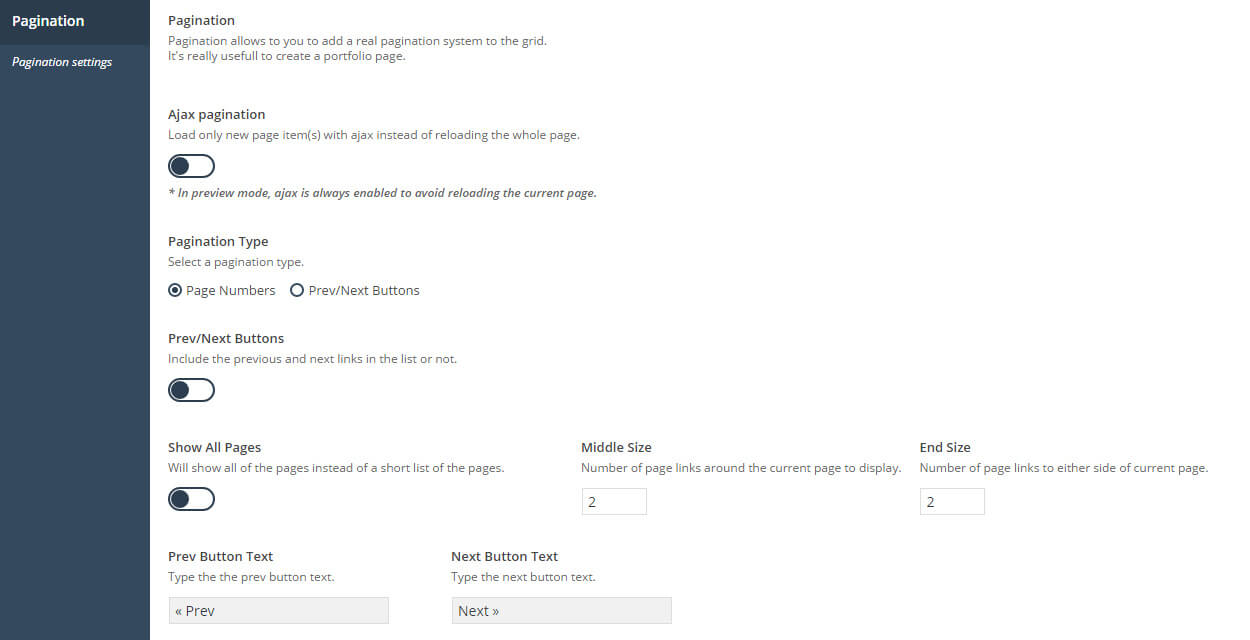 Pagination
Pagination settings
Pagination
Pagination allows to you to add a real pagination system to the grid.
It's really usefull to create a portfolio page.
Ajax pagination
Load only new page item(s) with ajax instead of reloading the whole page.
* In preview mode, ajax is always enabled to avoid reloading the current page.
Pagination Type
Select a pagination type.
Page Numbers Prev/Next Buttons
Prev/Next Buttons
Include the previous and next links in the list or not.
Show All Pages
Will show all of the pages instead of a short list of the pages.
Middle Size
Number of page links around the current page to display.
2
End Size
Number of page links to either side of current page.
2
Prev Button Text
Type the the prev button text.
« Prev
Next Button Text
Type the next button text.
Next »